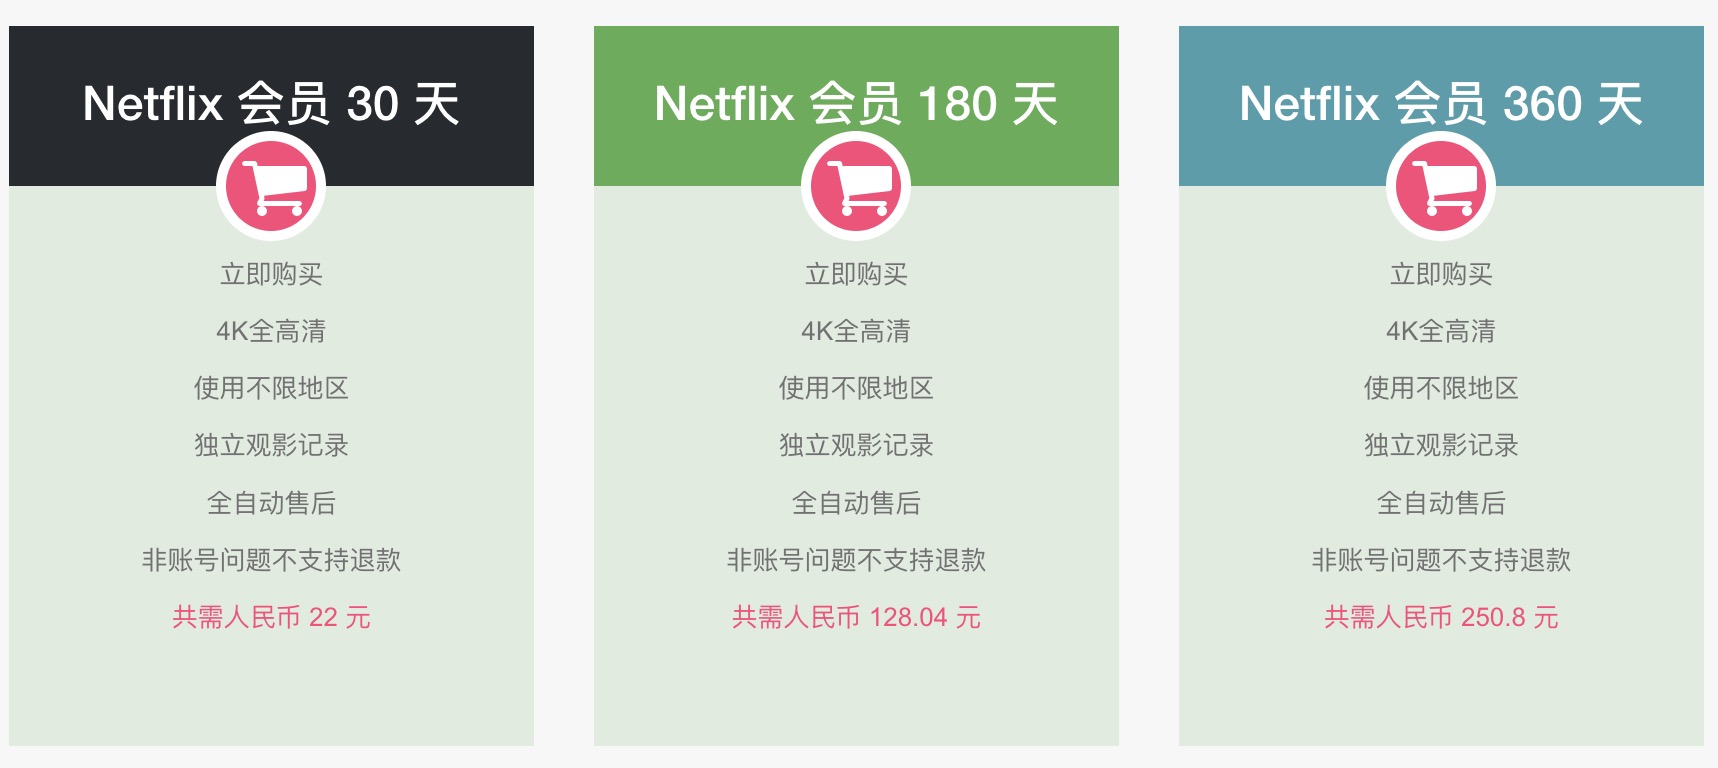 Netflix 会员 30 天
立即购买
4K全高清
使用不限地区
独立观影记录
全自动售后
非账号问题不支持退款
共需人民币 22 元
Netflix 会员 180 天
立即购买
4K全高清
使用不限地区
独立观影记录
全自动售后
非账号问题不支持退款
共需人民币 128.04 元
Netflix 会员 360 天
立即购买
4K全高清
使用不限地区
独立观影记录
全自动售后
非账号问题不支持退款
共需人民币 250.8 元